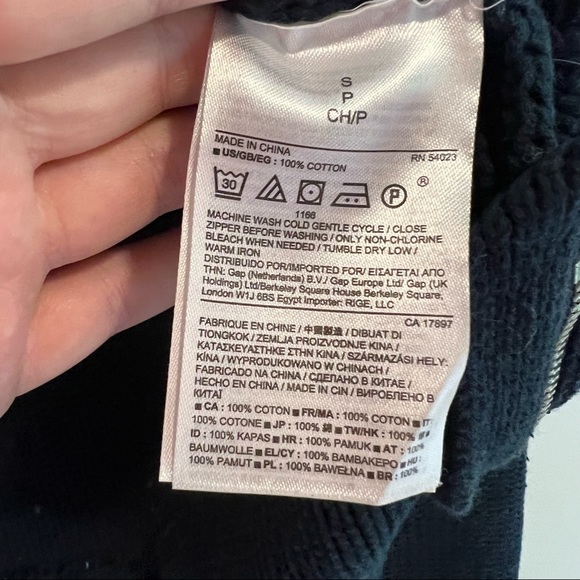 S
P
CH/P
MADE IN CHINA RN 54023
■ US/GB/EG : 100% COTTON
30 P ®
1166
MACHINE WASH COLD GENTLE CYCLE / CLOSE
ZIPPER BEFORE WASHING / ONLY NON-CHLORINE
BLEACH WHEN NEEDED / TUMBLE DRY LOW /
WARM IRON
DISTRIBUIDO POR/IMPORTED FOR/ ΕΙΣΑΓΕΤΑΙ ΑΠΟ
ΤΗΝ: Gap (Netherlands) B.V./ Gap Europe Ltd/ Gap (UK
Holdings) Ltd/Berkeley Square House Berkeley Square,
London W1J 6BS Egypt Importer: RIGE, LLC
CA 17897
FABRIQUE EN CHINE / 中国製造 / DIBUAT DI
TIONGKOK / ZEMLJA PROIZVODNJE KINA /
ΚΑΤΑΣΚΕΥΑΣΤΗΚΕ ΣΤΗΝ ΚΙΝΑ / SZÁRMAZÁSI HELY:
KÍNA / WYPRODUKOWANO W CHINACH /
FABRICADO NA CHINA / СДЕЛАНО В КИТАЕ /
HECHO EN CHINA / MADE IN CIN / ВИРОБЛЕНО В
КИТАЇ
■ CA : 100% COTON ■ FR/MA : 100% COTON ■ IT
100% COTONE ■ JP : 100% 綿 ■ TW/HK : 100%
ID : 100% KAPAS ■ HR : 100% PAMUK ■ AT : 100%
BAUMWOLLE ■ EL/CY : 100% ΒΑΜΒΑΚΕΡΟ ■ HU :
100% PAMUT ■ PL : 100% BAWEŁNA ■ BR : 100%